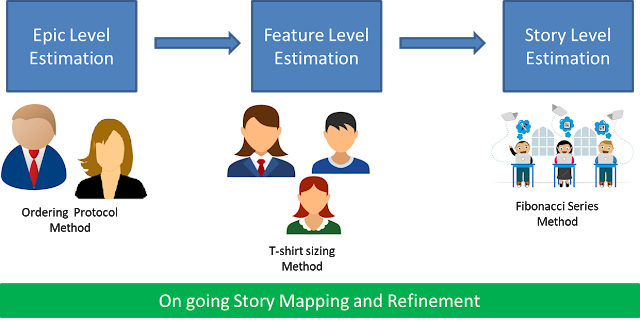 Epic Level
Estimation
Feature Level
Estimation
Story Level
Estimation
Ordering Protocol
Method
T-shirt sizing
Method
Fibonacci Series
Method
On going Story Mapping and Refinement